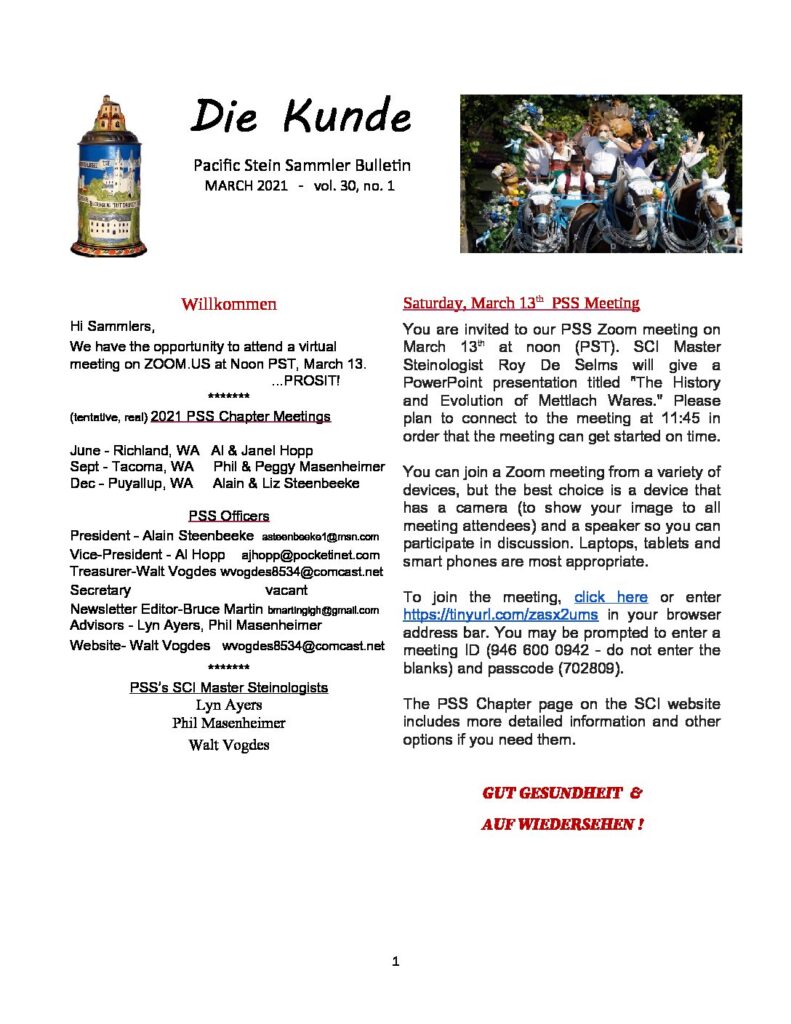 Die Kunde
Pacific Stein Sammler Bulletin
MARCH 2021 - vol. 30, no. 1
Willkommen
Hi Sammlers,
We have the opportunity to attend a virtual
meeting on ZOOM.US at Noon PST, March 13.
...PROSIT!
*******
(tentative, real) 2021 PSS Chapter Meetings
June - Richland, WA Al & Janel Hopp
Sept - Tacoma, WA Phil & Peggy Masenheimer
Dec - Puyallup, WA Alain & Liz Steenbeeke
PSS Officers
President - Alain Steenbeeke asteenbeeke1@msn.com
Vice-President - Al Hopp ajhopp@pocketinet.com
Treasurer-Walt Vogdes wvogdes8534@comcast.net
Secretary vacant
Newsletter Editor-Bruce Martin bmartinglgh@gmail.com
Advisors - Lyn Ayers, Phil Masenheimer
Website- Walt Vogdes wvogdes8534@comcast.net
*******
PSS's SCI Master Steinologists
Lyn Ayers
Phil Masenheimer
Walt Vogdes
Saturday, March 13th PSS Meeting
You are invited to our PSS Zoom meeting on
March 13th at noon (PST). SCI Master
Steinologist Roy De Selms will give a
PowerPoint presentation titled "The History
and Evolution of Mettlach Wares." Please
plan to connect to the meeting at 11:45 in
order that the meeting can get started on time.
You can join a Zoom meeting from a variety of
devices, but the best choice is a device that
has a camera (to show your image to all
meeting attendees) and a speaker so you can
participate in discussion. Laptops, tablets and
smart phones are most appropriate.
To join the meeting, click here or enter
https://tinyurl.com/zasx2ums in your browser
address bar. You may be prompted to enter a
meeting ID (946 600 0942 - do not enter the
blanks) and passcode (702809).
The PSS Chapter page on the SCI website
includes more detailed information and other
options if you need them.
GUT GESUNDHEIT &
AUF WIEDERSEHEN !
1